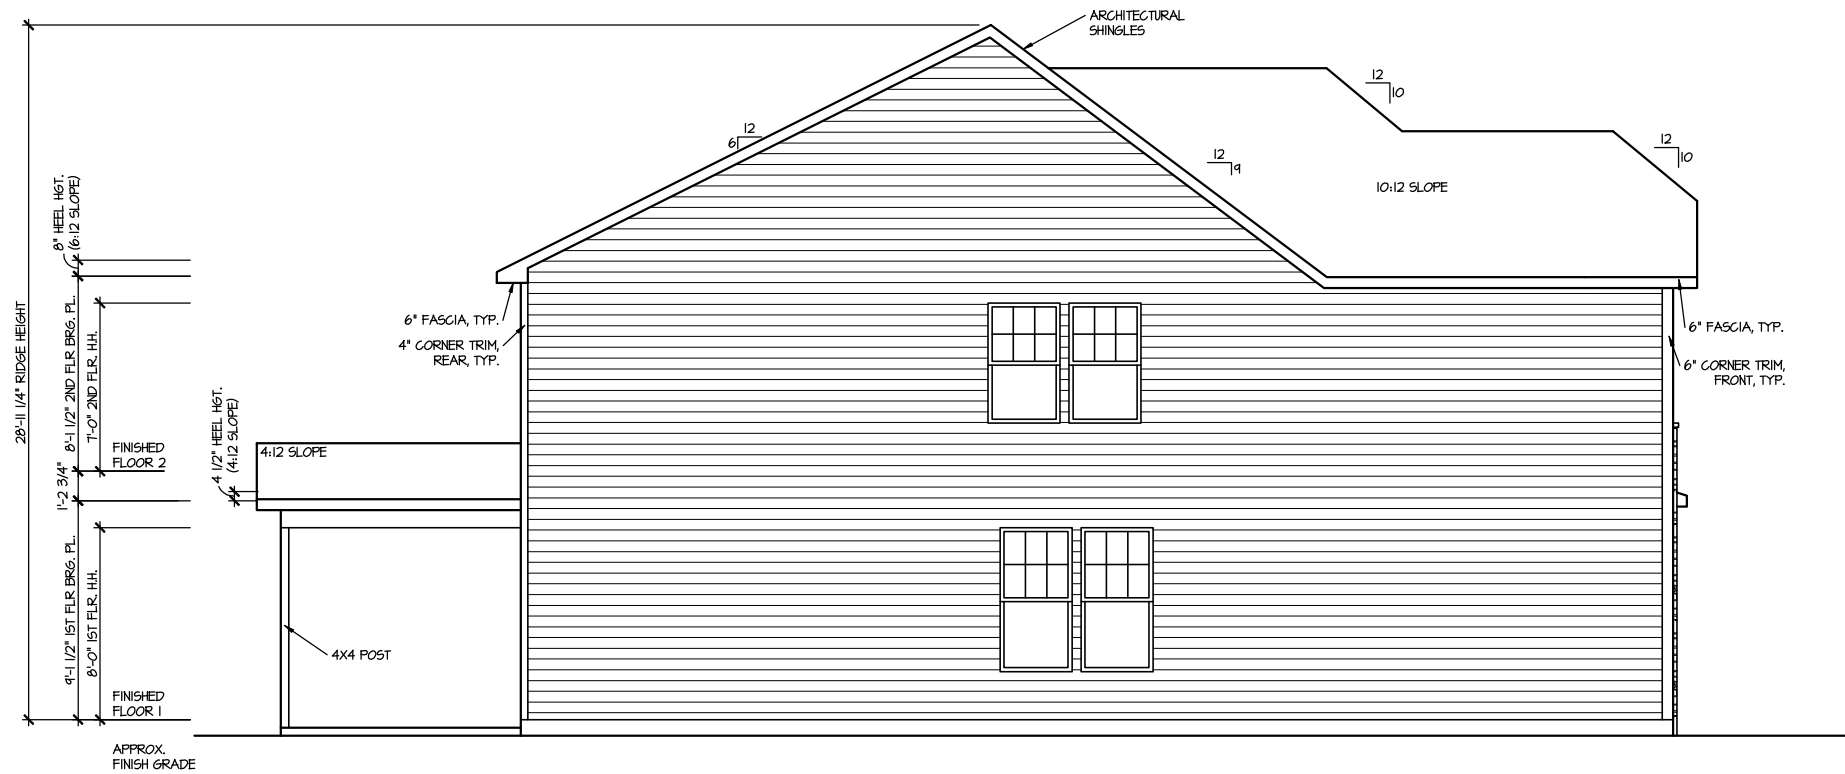 ARCHITECTURAL
SHINGLES
12
10
12
6
12
9
12
10
10:12 SLOPE
8" HEEL HGT.
(6:12 SLOPE)
28'-11 1/4" RIDGE HEIGHT
8'-1 1/2" 2ND FLR BRG. PL.
7'-0" 2ND FLR. H.H.
6" FASCIA, TYP.
4" CORNER TRIM,
REAR, TYP.
6" FASCIA, TYP.
6" CORNER TRIM,
FRONT, TYP.
4 1/2" HEEL HGT.
(4:12 SLOPE)
FINISHED
FLOOR 2
4:12 SLOPE
1'-2 3/4"
9'-1 1/2" 1ST FLR BRG. PL.
8'-0" 1ST FLR. H.H.
4X4 POST
FINISHED
FLOOR 1
APPROX.
FINISH GRADE